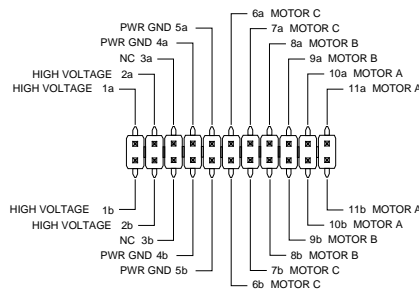 6a MOTOR C
PWR GND 5a
7a MOTOR C
PWR GND 4a
8a MOTOR B
NC 3a
9a MOTOR B
HIGH VOLTAGE 2a
10a MOTOR A
HIGH VOLTAGE 1a
11a MOTOR A
HIGH VOLTAGE 1b
11b MOTOR A
HIGH VOLTAGE 2b
10b MOTOR A
NC 3b
9b MOTOR B
PWR GND 4b
8b MOTOR B
PWR GND 5b
7b MOTOR C
6b MOTOR C